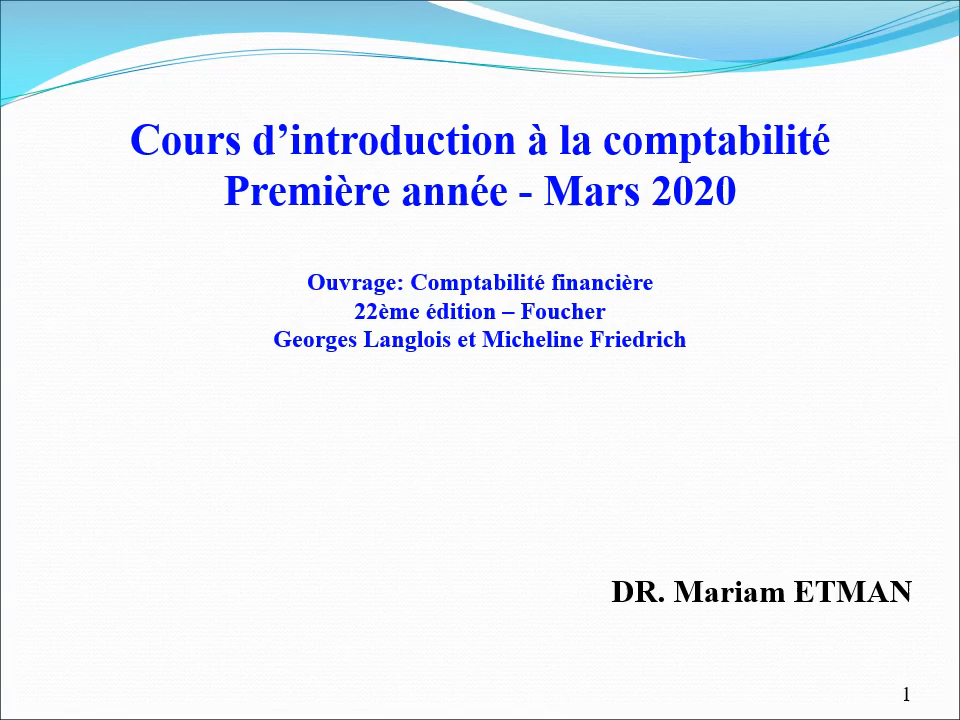 Cours d’introduction à la comptabilité
Première année - Mars 2020
Ouvrage: Comptabilité financière
22ème édition – Foucher
Georges Langlois et Micheline Friedrich
DR. Mariam ETMAN
1